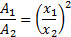 A₁/A₂ = (x₁/x₂)²